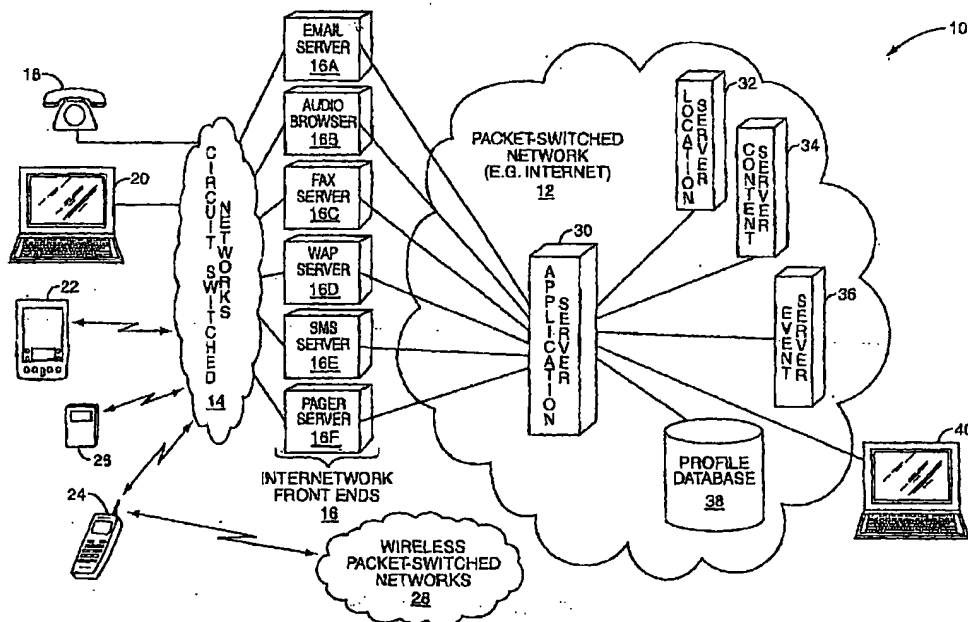 10
EMAIL SERVER
16A
18
AUDIO BROWSER
16B
32
LOCATION SERVER
PACKET-SWITCHED
NETWORK
(E.G. INTERNET)
12
34
CONTENT SERVER
20
CIRCUIT SWITCHED NETWORKS
14
FAX SERVER
16C
30
APPLICATION SERVER
WAP SERVER
16D
22
36
EVENT SERVER
SMS SERVER
16E
PAGER SERVER
16F
26
INTERNETWORK
FRONT ENDS
16
PROFILE
DATABASE
38
40
24
WIRELESS
PACKET-SWITCHED
NETWORKS
28